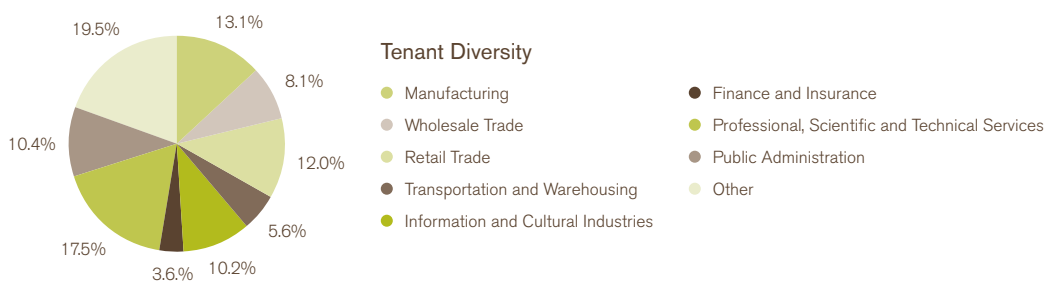 13.1%
8.1%
12.0%
5.6%
10.2%
3.6.%
17.5%
10.4%
19.5%
Tenant Diversity
Manufacturing
Wholesale Trade
Retail Trade
Transportation and Warehousing
Information and Cultural Industries
Finance and Insurance
Professional, Scientific and Technical Services
Public Administration
Other